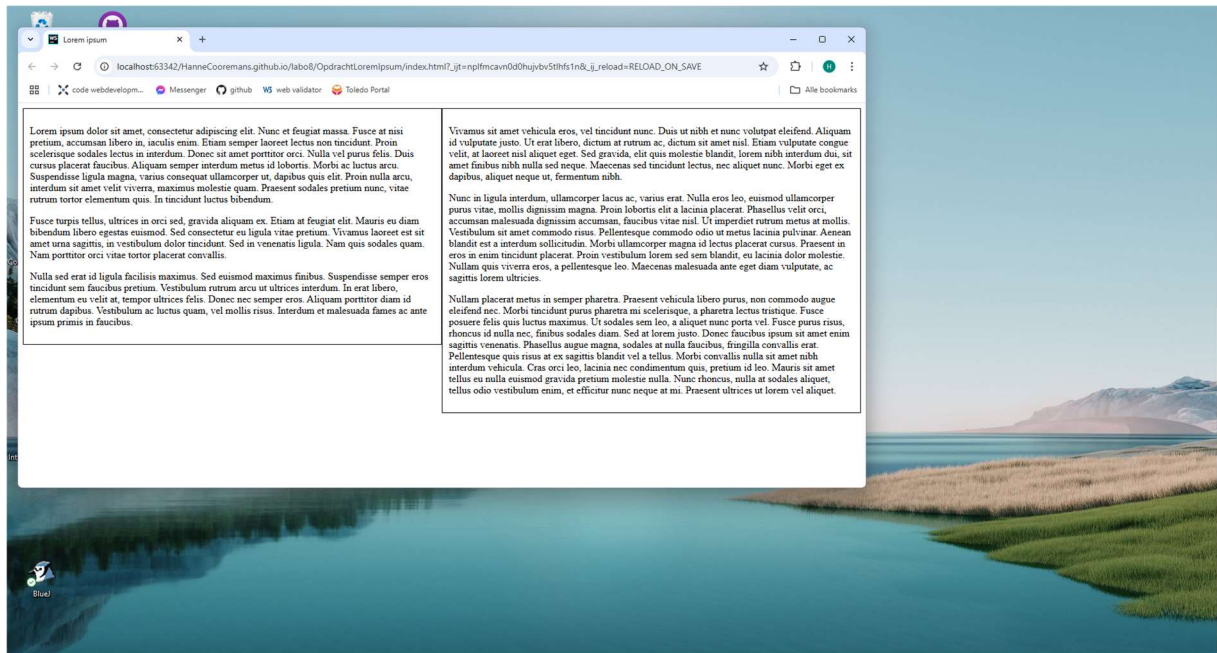 Lorem ipsum
localhost:63342/HanneCooremans.github.io/labo8/OpdrachtLoremIpsum/index.html?_ijt=nplfmcavn0d0hujvbv5tlhfs1n&_ij_reload=RELOAD_ON_SAVE
H
code webdevelopm...
Messenger
github
W3 web validator
Toledo Portal
Alle bookmarks
Lorem ipsum dolor sit amet, consectetur adipiscing elit. Nunc et feugiat massa. Fusce at nisi
pretium, accumsan libero in, iaculis enim. Etiam semper laoreet lectus non tincidunt. Proin
scelerisque sodales lectus in interdum. Donec sit amet porttitor orci. Nulla vel purus felis. Duis
cursus placerat faucibus. Aliquam semper interdum metus id lobortis. Morbi ac luctus arcu.
Suspendisse ligula magna, varius consequat ullamcorper ut, dapibus quis elit. Proin nulla arcu,
interdum sit amet velit viverra, maximus molestie quam. Praesent sodales pretium nunc, vitae
rutrum tortor elementum quis. In tincidunt luctus bibendum.
Fusce turpis tellus, ultrices in orci sed, gravida aliquam ex. Etiam at feugiat elit. Mauris eu diam
bibendum libero egestas euismod. Sed consectetur eu ligula vitae pretium. Vivamus laoreet est sit
amet urna sagittis, in vestibulum dolor tincidunt. Sed in venenatis ligula. Nam quis sodales quam.
Nam porttitor orci vitae tortor placerat convallis.
Nulla sed erat id ligula facilisis maximus. Sed euismod maximus finibus. Suspendisse semper eros
tincidunt sem faucibus pretium. Vestibulum rutrum arcu ut ultrices interdum. In erat libero,
elementum eu velit at, tempor ultrices felis. Donec nec semper eros. Aliquam porttitor diam id
rutrum dapibus. Vestibulum ac luctus quam, vel mollis risus. Interdum et malesuada fames ac ante
ipsum primis in faucibus.
Vivamus sit amet vehicula eros, vel tincidunt nunc. Duis ut nibh et nunc volutpat eleifend. Aliquam
id vulputate justo. Ut erat libero, dictum at rutrum ac, dictum sit amet nisl. Etiam vulputate congue
velit, at laoreet nisl aliquet eget. Sed gravida, elit quis molestie blandit, lorem nibh interdum dui, sit
amet finibus nibh nulla sed neque. Maecenas sed tincidunt lectus, nec aliquet nunc. Morbi eget ex
dapibus, aliquet neque ut, fermentum nibh.
Nunc in ligula interdum, ullamcorper lacus ac, varius erat. Nulla eros leo, euismod ullamcorper
purus vitae, mollis dignissim magna. Proin lobortis elit a lacinia placerat. Phasellus velit orci,
accumsan malesuada dignissim accumsan, faucibus vitae nisl. Ut imperdiet rutrum metus at mollis.
Vestibulum sit amet commodo risus. Pellentesque commodo odio ut metus lacinia pulvinar. Aenean
blandit est a interdum sollicitudin. Morbi ullamcorper magna id lectus placerat cursus. Praesent in
eros in enim tincidunt placerat. Proin vestibulum lorem sed sem blandit, eu lacinia dolor molestie.
Nullam quis viverra eros, a pellentesque leo. Maecenas malesuada ante eget diam vulputate, ac
sagittis lorem ultricies.
Nullam placerat metus in semper pharetra. Praesent vehicula libero purus, non commodo augue
eleifend nec. Morbi tincidunt purus pharetra mi scelerisque, a pharetra lectus tristique. Fusce
posuere felis quis luctus maximus. Ut sodales sem leo, a aliquet nunc porta vel. Fusce purus risus,
rhoncus id nulla nec, finibus sodales diam. Sed at lorem justo. Donec faucibus ipsum sit amet enim
sagittis venenatis. Phasellus augue magna, sodales at nulla faucibus, fringilla convallis erat.
Pellentesque quis risus at ex sagittis blandit vel a tellus. Morbi convallis nulla sit amet nibh
interdum vehicula. Cras orci leo, lacinia nec condimentum quis, pretium id leo. Mauris sit amet
tellus eu nulla euismod gravida pretium molestie nulla. Nunc rhoncus, nulla at sodales aliquet,
tellus odio vestibulum enim, et efficitur nunc neque at mi. Praesent ultrices ut lorem vel aliquet.
BlueJ